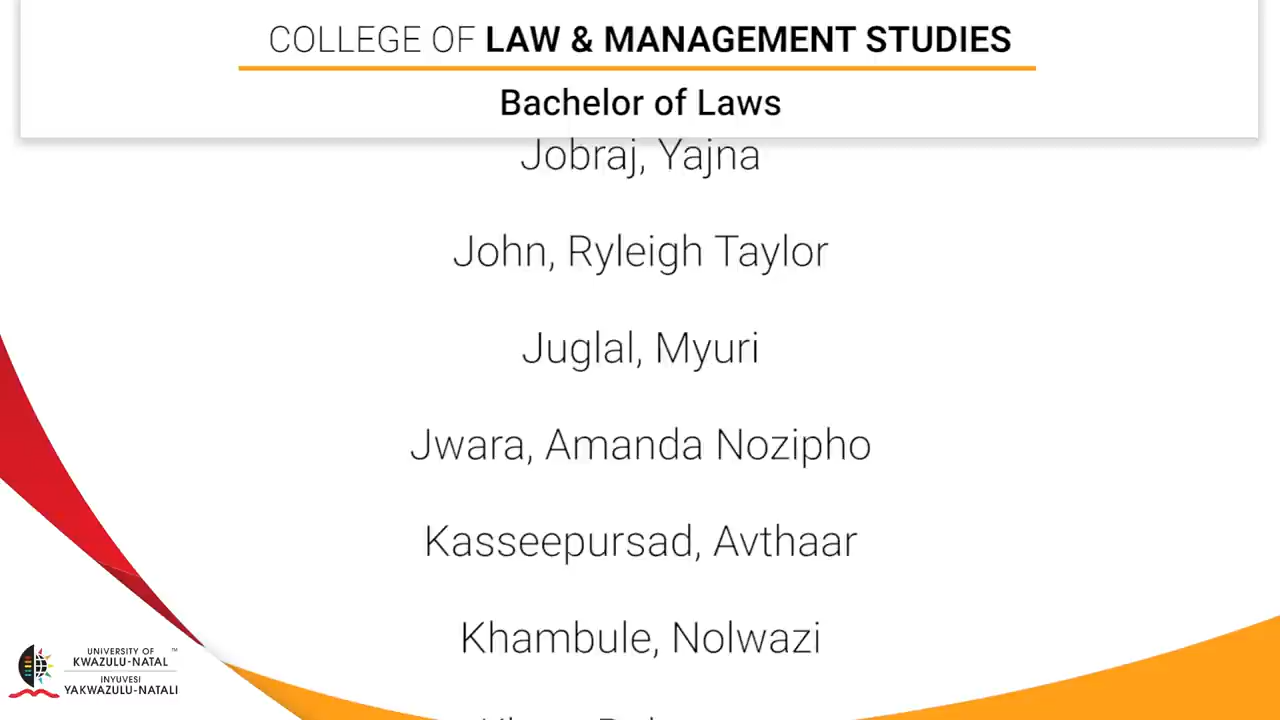 COLLEGE OF LAW & MANAGEMENT STUDIES
Bachelor of Laws
Jobraj, Yajna
John, Ryleigh Taylor
Juglal, Myuri
Jwara, Amanda Nozipho
Kasseepursad, Avthaar
Khambule, Nolwazi
UNIVERSITY OF ™
KWAZULU-NATAL
INYUVESI
YAKWAZULU-NATALI